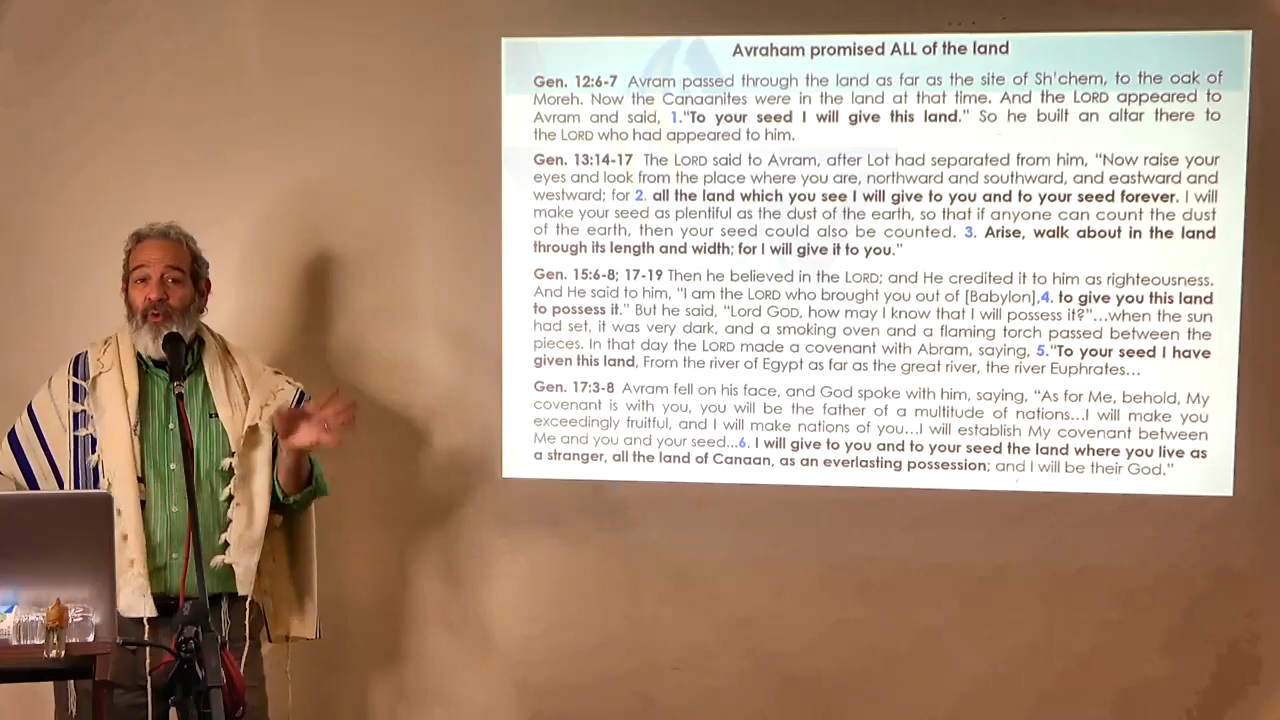 Avraham promised ALL of the land
Gen. 12:6-7 Avram passed through the land as far as the site of Sh'chem, to the oak of
Moreh. Now the Canaanites were in the land at that time. And the LORD appeared to
Avram and said, 1."To your seed I will give this land." So he built an altar there to
the LORD who had appeared to him.
Gen. 13:14-17 The LORD said to Avram, after Lot had separated from him, "Now raise your
eyes and look from the place where you are, northward and southward, and eastward and
westward; for 2. all the land which you see I will give to you and to your seed forever. I will
make your seed as plentiful as the dust of the earth, so that if anyone can count the dust
of the earth, then your seed could also be counted. 3. Arise, walk about in the land
through its length and width; for I will give it to you."
Gen. 15:6-8; 17-19 Then he believed in the LORD; and He credited it to him as righteousness.
And He said to him, "I am the LORD who brought you out of [Babylon],4. to give you this land
to possess it." But he said, "Lord GOD, how may I know that I will possess it?"...when the sun
had set, it was very dark, and a smoking oven and a flaming torch passed between the
pieces. In that day the LORD made a covenant with Abram, saying, 5."To your seed I have
given this land, From the river of Egypt as far as the great river, the river Euphrates...
Gen. 17:3-8 Avram fell on his face, and God spoke with him, saying, "As for Me, behold, My
covenant is with you, you will be the father of a multitude of nations...I will make you
exceedingly fruitful, and I will make nations of you...I will establish My covenant between
Me and you and your seed...6. I will give to you and to your seed the land where you live as
a stranger, all the land of Canaan, as an everlasting possession; and I will be their God."